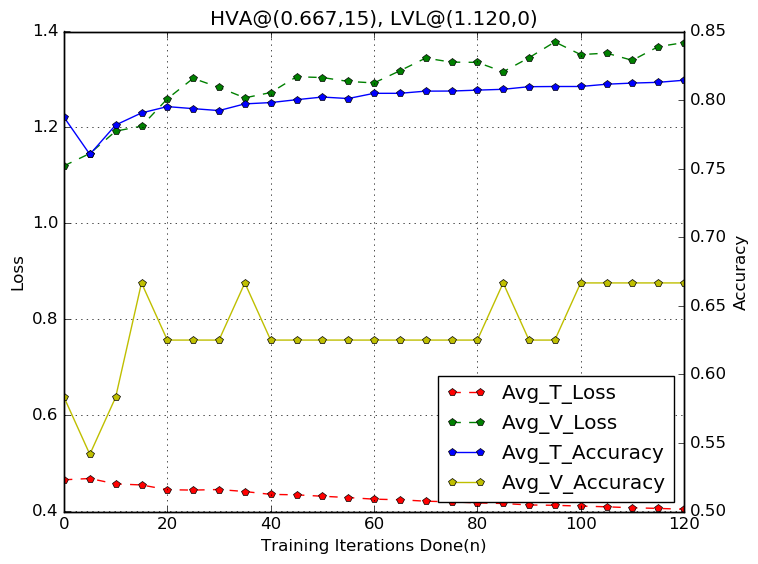 HVA@(0.667,15), LVL@(1.120,0)
1.4
1.2
1.0
0.8
0.6
0.4
Loss
0.85
0.80
0.75
0.70
0.65
0.60
0.55
0.50
Accuracy
Avg_T_Loss
Avg_V_Loss
Avg_T_Accuracy
Avg_V_Accuracy
0 20 40 60 80 100 120
Training Iterations Done(n)